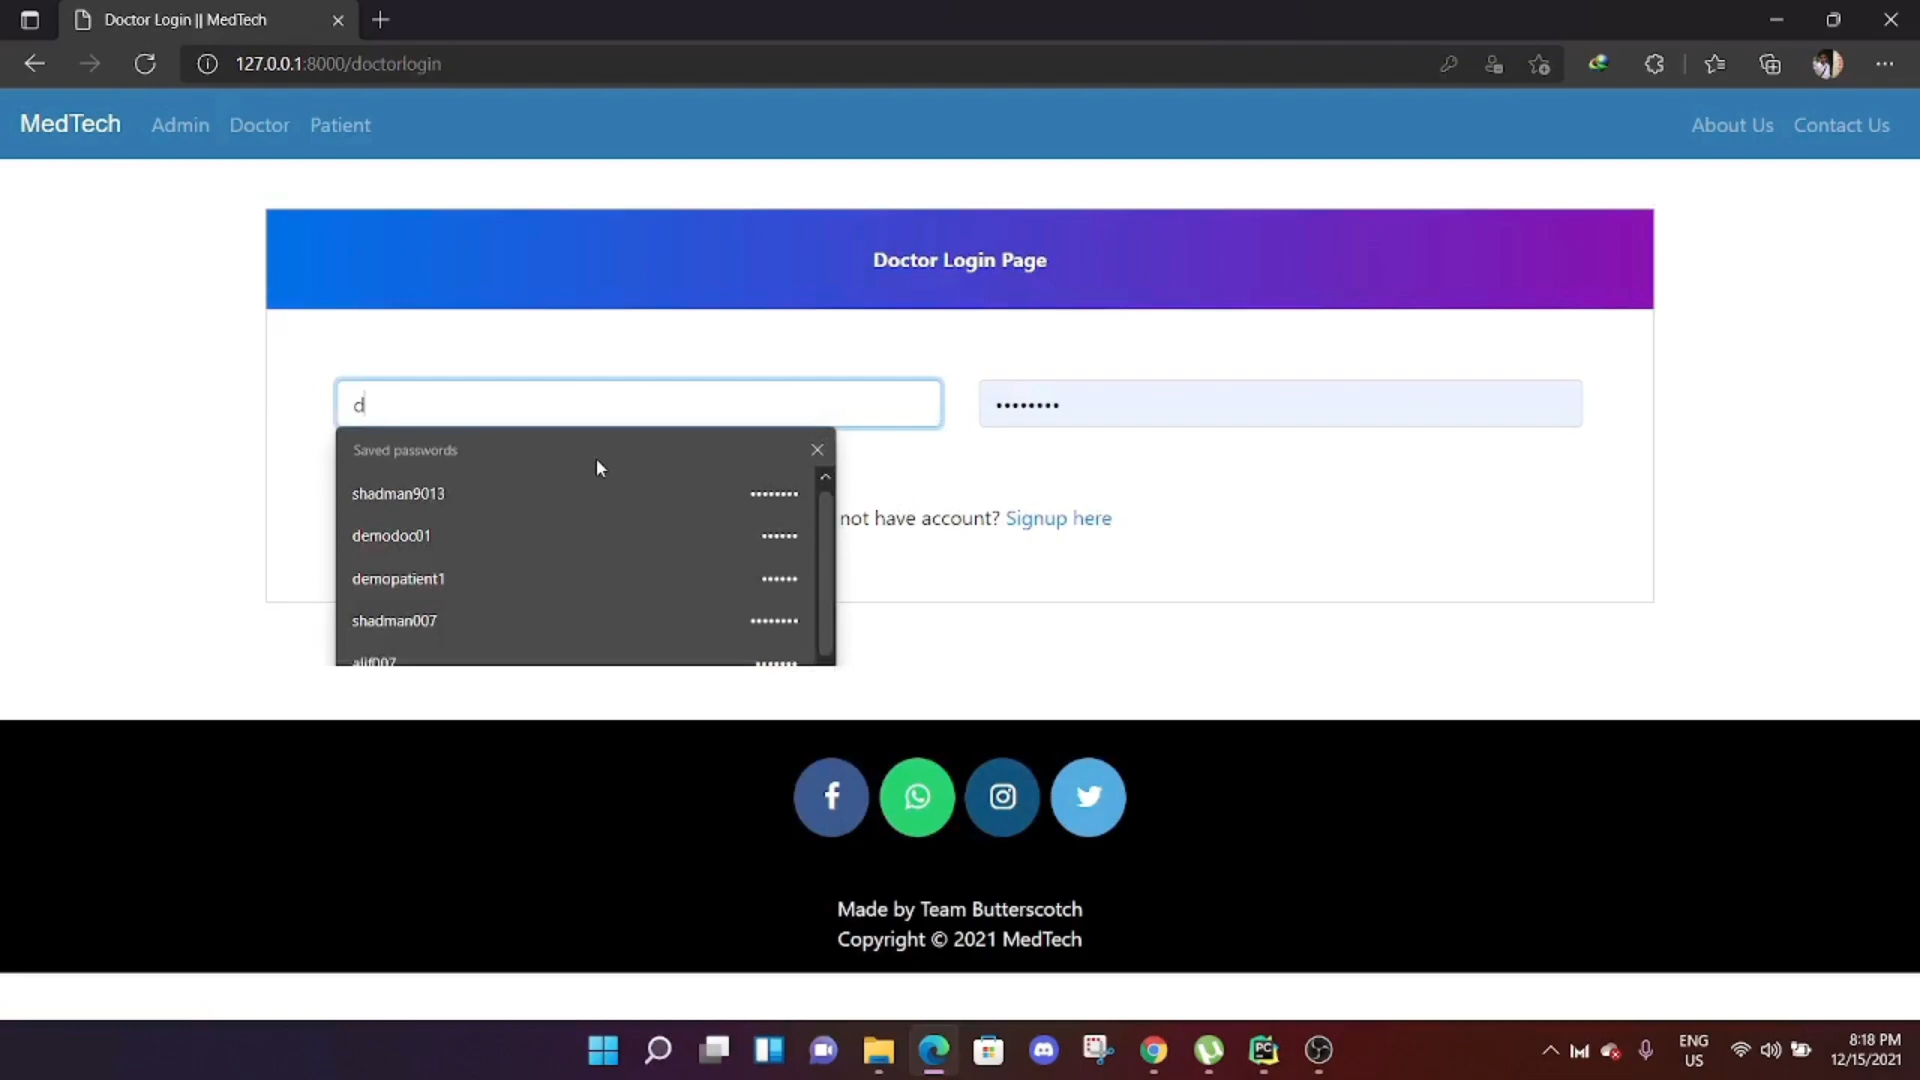 Doctor Login || MedTech
127.0.0.1:8000/doctorlogin
MedTech Admin Doctor Patient About Us Contact Us
Doctor Login Page
d ••••••••
Saved passwords
shadman9013 ••••••••
not have account? Signup here
demodoc01 ••••••
demopatient1 ••••••
shadman007 ••••••••
alif007 •••••••
Made by Team Butterscotch
Copyright © 2021 MedTech
PC
ENG
US
8:18 PM
12/15/2021